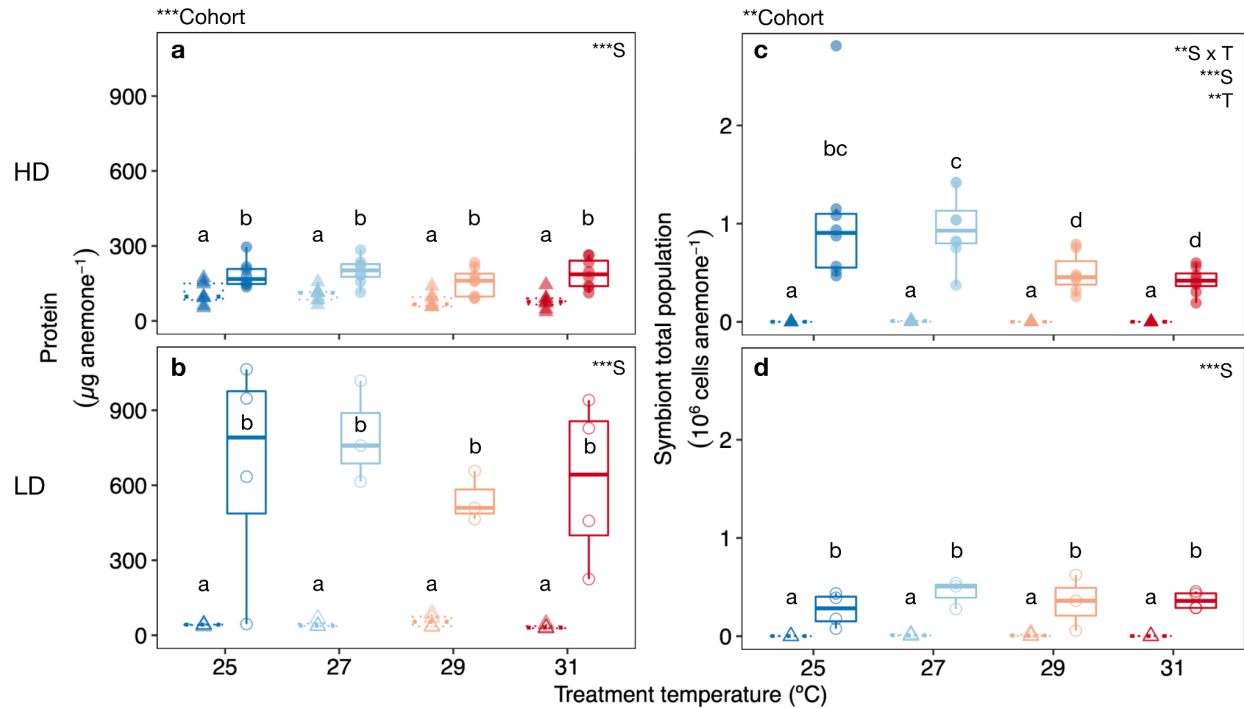 ***Cohort
**Cohort
a
***S
c
**S x T
***S
**T
900
600
300
0
2
1
0
HD
a
b
a
b
a
b
a
b
bc
c
d
d
a
a
a
a
Protein
(µg anemone⁻¹)
Symbiont total population
(10⁶ cells anemone⁻¹)
b
***S
d
***S
900
600
300
0
2
1
0
LD
b
b
b
b
a
a
a
a
a
b
a
b
a
b
a
b
25
27
29
31
25
27
29
31
Treatment temperature (ºC)